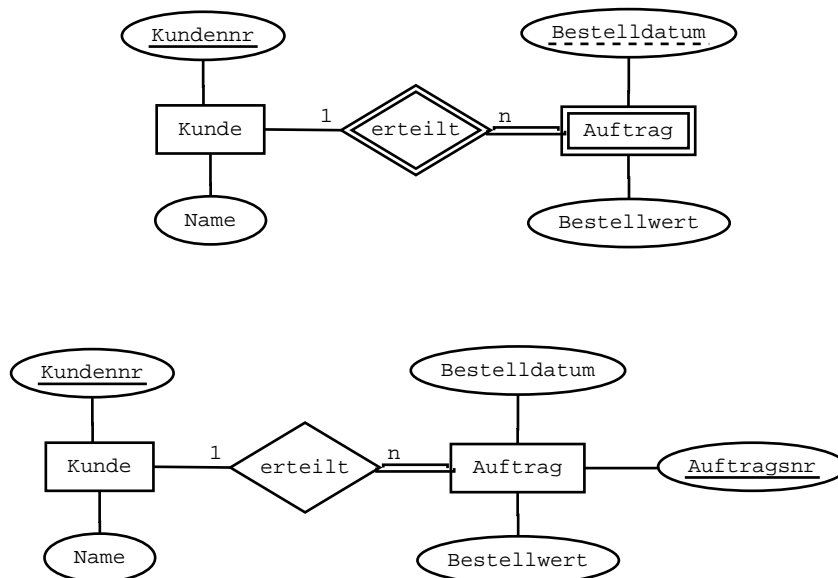 Kundennr
Bestelldatum
Kunde
1
erteilt
n
Auftrag
Name
Bestellwert
Kundennr
Bestelldatum
Kunde
1
erteilt
n
Auftrag
Auftragsnr
Name
Bestellwert